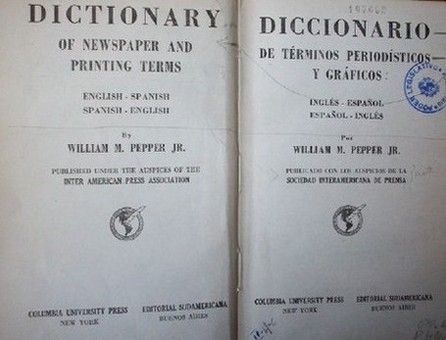 DICTIONARY
OF NEWSPAPER AND
PRINTING TERMS
ENGLISH - SPANISH
SPANISH - ENGLISH
By
WILLIAM M. PEPPER JR.
PUBLISHED UNDER THE AUSPICES OF THE
INTER AMERICAN PRESS ASSOCIATION
COLUMBIA UNIVERSITY PRESS
NEW YORK
EDITORIAL SUDAMERICANA
BUENOS AIRES
DICCIONARIO
DE TÉRMINOS PERIODÍSTICOS
Y GRÁFICOS
INGLÉS - ESPAÑOL
ESPAÑOL - INGLÉS
Por
WILLIAM M. PEPPER JR.
PUBLICADO CON LOS AUSPICIOS DE LA
SOCIEDAD INTERAMERICANA DE PRENSA
COLUMBIA UNIVERSITY PRESS
NEW YORK
EDITORIAL SUDAMERICANA
BUENOS AIRES